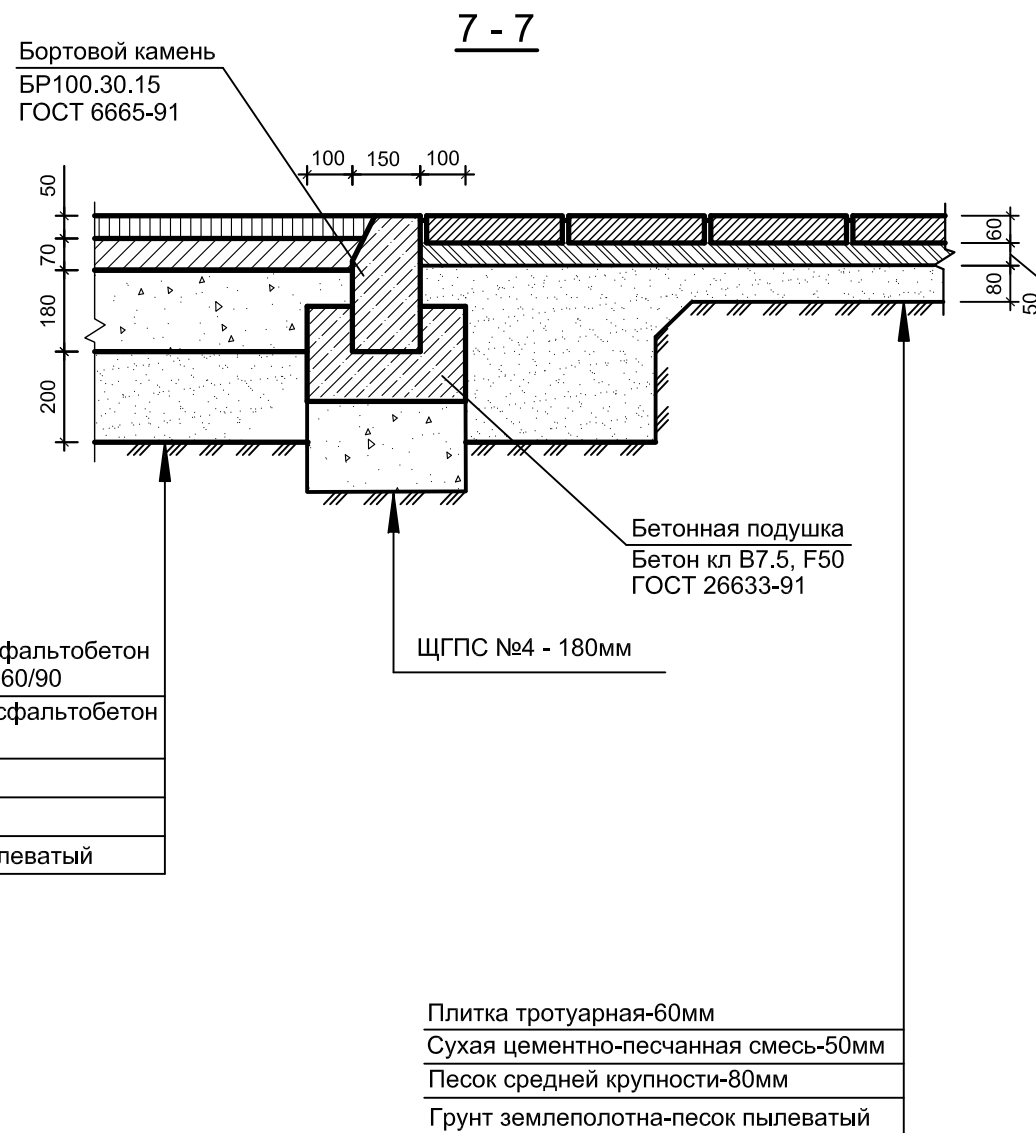 7 - 7
Бортовой камень
БР100.30.15
ГОСТ 6665-91
100 150 100
50
70
180
200
60
80
50
Бетонная подушка
Бетон кл В7.5, F50
ГОСТ 26633-91
ЩГПС №4 - 180мм
фальтобетон
60/90
сфальтобетон
леватый
Плитка тротуарная-60мм
Сухая цементно-песчанная смесь-50мм
Песок средней крупности-80мм
Грунт землеполотна-песок пылеватый